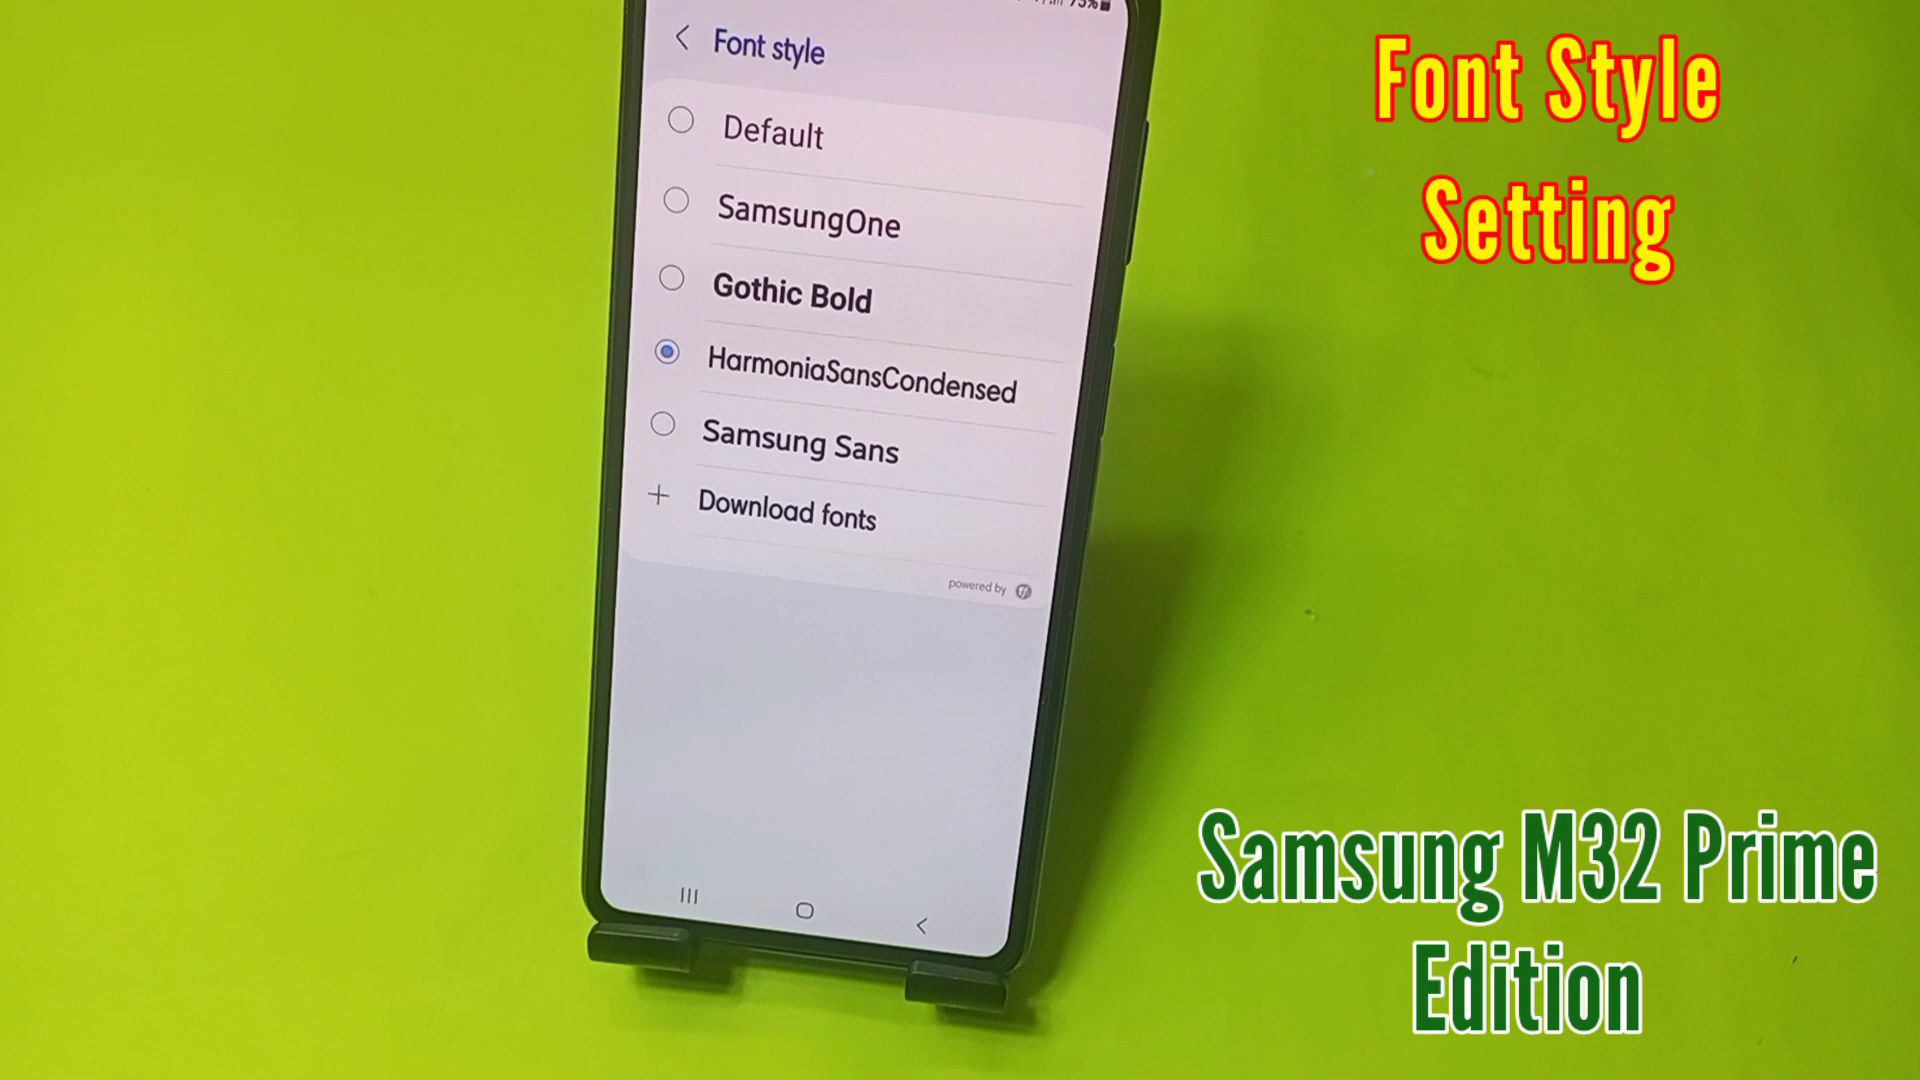 75%
Font style
Default
SamsungOne
Gothic Bold
HarmoniaSansCondensed
Samsung Sans
Download fonts
powered by
Font Style
Setting
Samsung M32 Prime
Edition